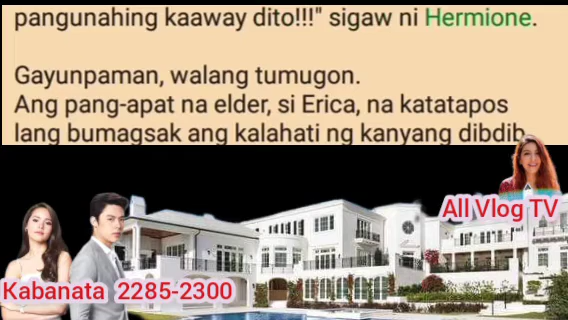 pangunahing kaaway dito!!!" sigaw ni Hermione.
Gayunpaman, walang tumugon.
Ang pang-apat na elder, si Erica, na katatapos
lang bumagsak ang kalahati ng kanyang dibdib
All Vlog TV
Kabanata 2285-2300